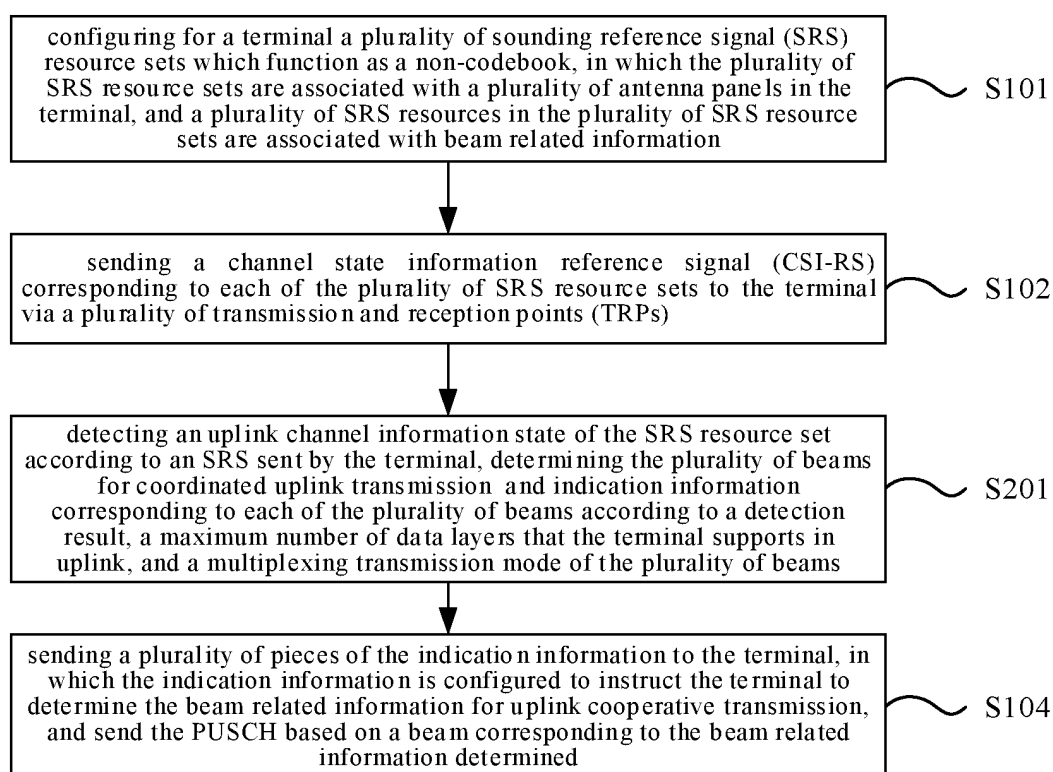 configuring for a terminal a plurality of sounding reference signal (SRS)
resource sets which function as a non-codebook, in which the plurality of
SRS resource sets are associated with a plurality of antenna panels in the
terminal, and a plurality of SRS resources in the plurality of SRS resource
sets are associated with beam related information
S101
sending a channel state information reference signal (CSI-RS)
corresponding to each of the plurality of SRS resource sets to the terminal
via a plurality of transmission and reception points (TRPs)
S102
detecting an uplink channel information state of the SRS resource set
according to an SRS sent by the terminal, determining the plurality of beams
for coordinated uplink transmission and indication information
corresponding to each of the plurality of beams according to a detection
result, a maximum number of data layers that the terminal supports in
uplink, and a multiplexing transmission mode of the plurality of beams
S201
sending a plurality of pieces of the indication information to the terminal, in
which the indication information is configured to instruct the terminal to
determine the beam related information for uplink cooperative transmission,
and send the PUSCH based on a beam corresponding to the beam related
information determined
S104